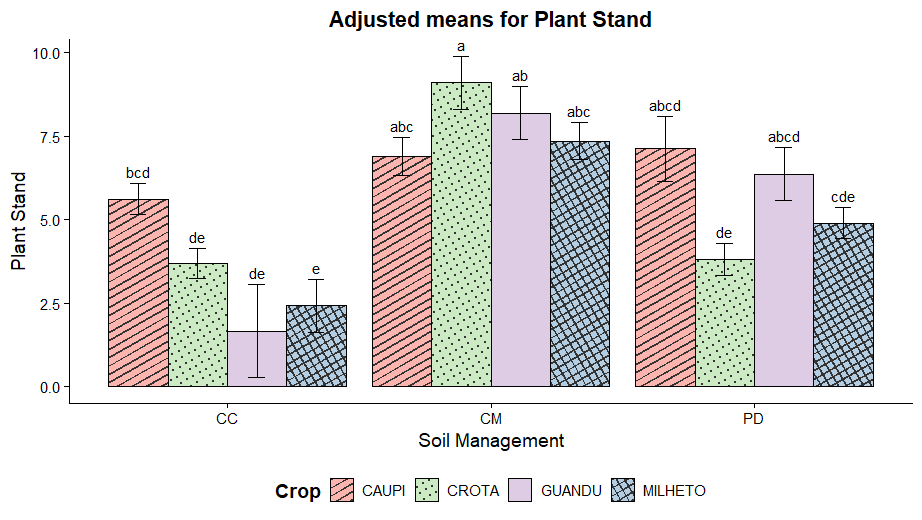 Adjusted means for Plant Stand
Plant Stand
10.0
7.5
5.0
2.5
0.0
bcd
de
de
e
abc
a
ab
abc
abcd
de
abcd
cde
CC CM PD
Soil Management
Crop CAUPI CROTA GUANDU MILHETO